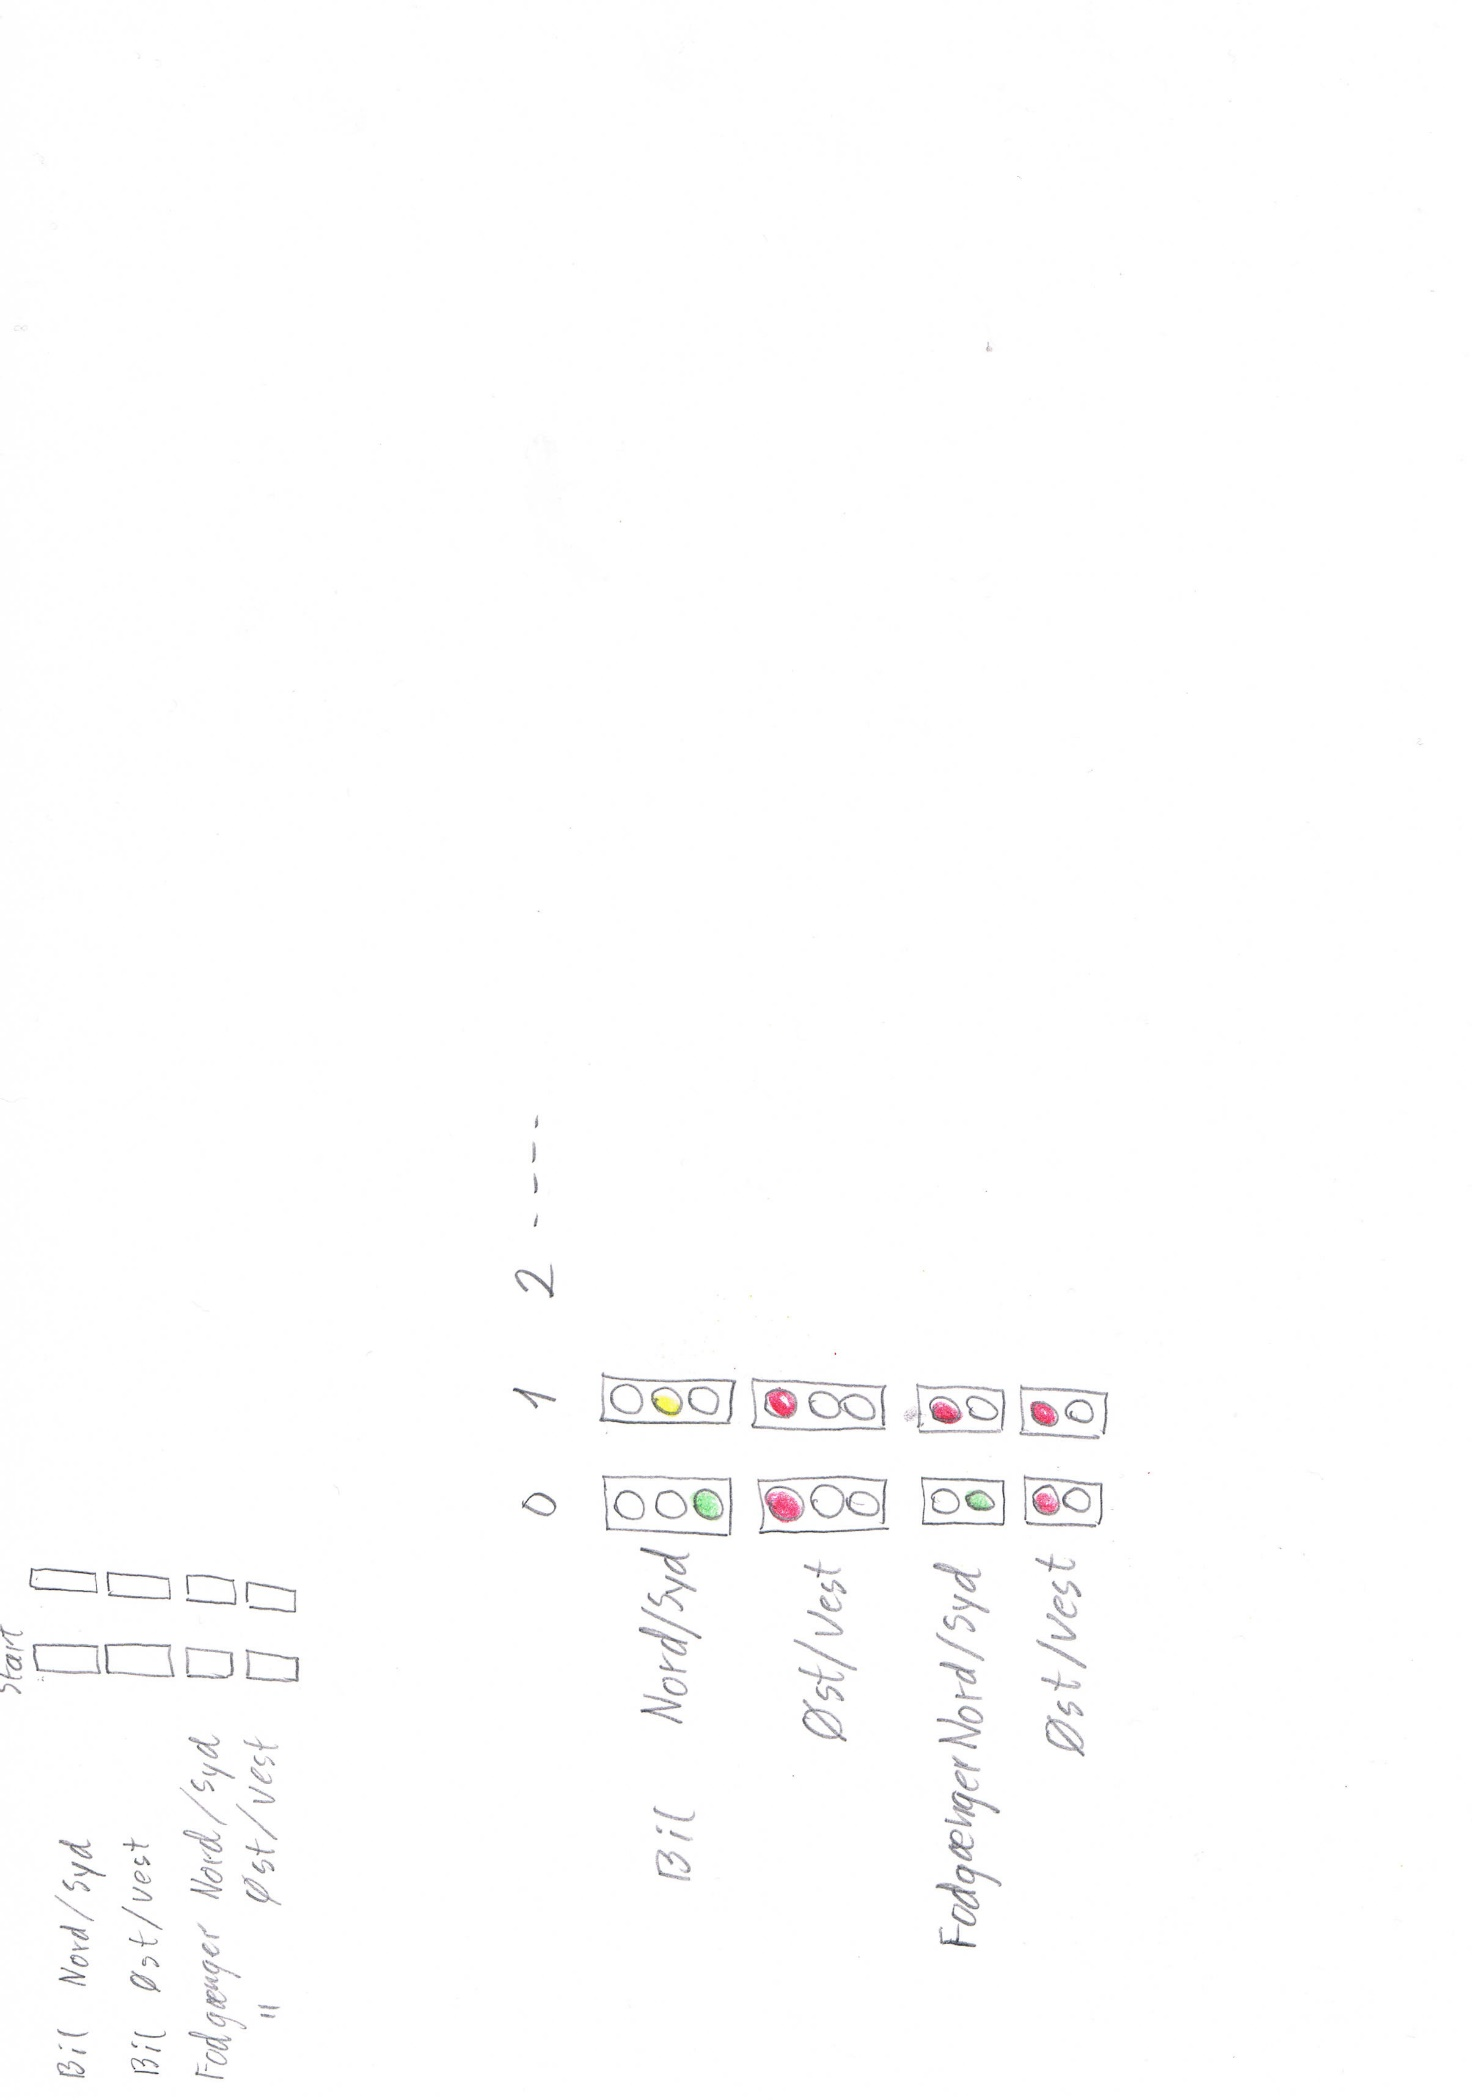 Start
Bil Nord/Syd
Bil Øst/Vest
Fodgænger Nord/Syd
" Øst/Vest
0 1 2 - - - -
Bil Nord/Syd
Øst/Vest
Fodgænger Nord/Syd
Øst/Vest